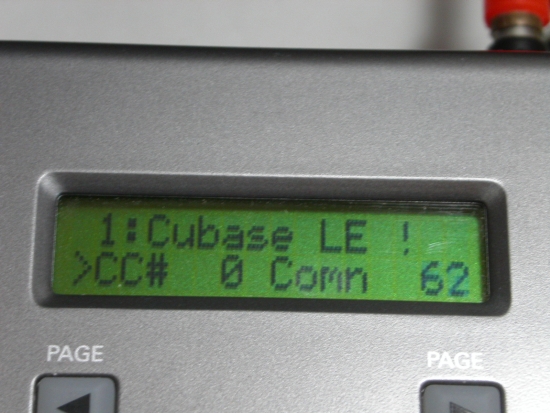 1:Cubase LE !
>CC# 0 Comn 62
PAGE PAGE